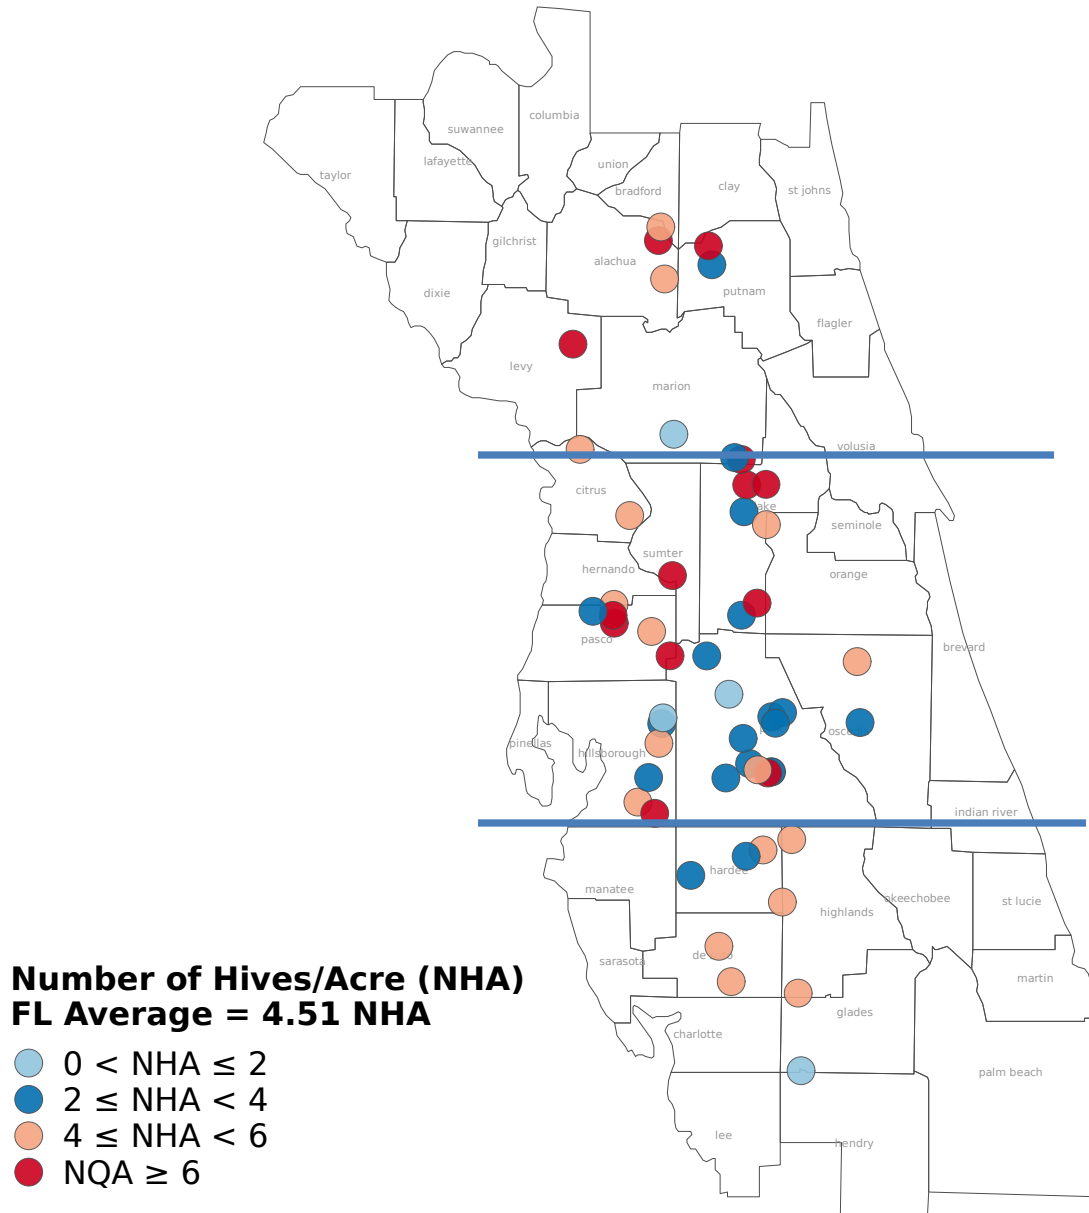 columbia
suwannee
union
lafayette
taylor
bradford
clay
st johns
gilchrist
alachua
dixie
putnam
flagler
levy
marion
volusia
citrus
ake
seminole
sumter
hernando
orange
pasco
brevard
osce
pinellas
hillsborough
indian river
hardee
manatee
okeechobee
st lucie
highlands
sarasota
de
martin
glades
charlotte
palm beach
lee
hendry
Number of Hives/Acre (NHA)
FL Average = 4.51 NHA
0 < NHA ≤ 2
2 ≤ NHA < 4
4 ≤ NHA < 6
NQA ≥ 6